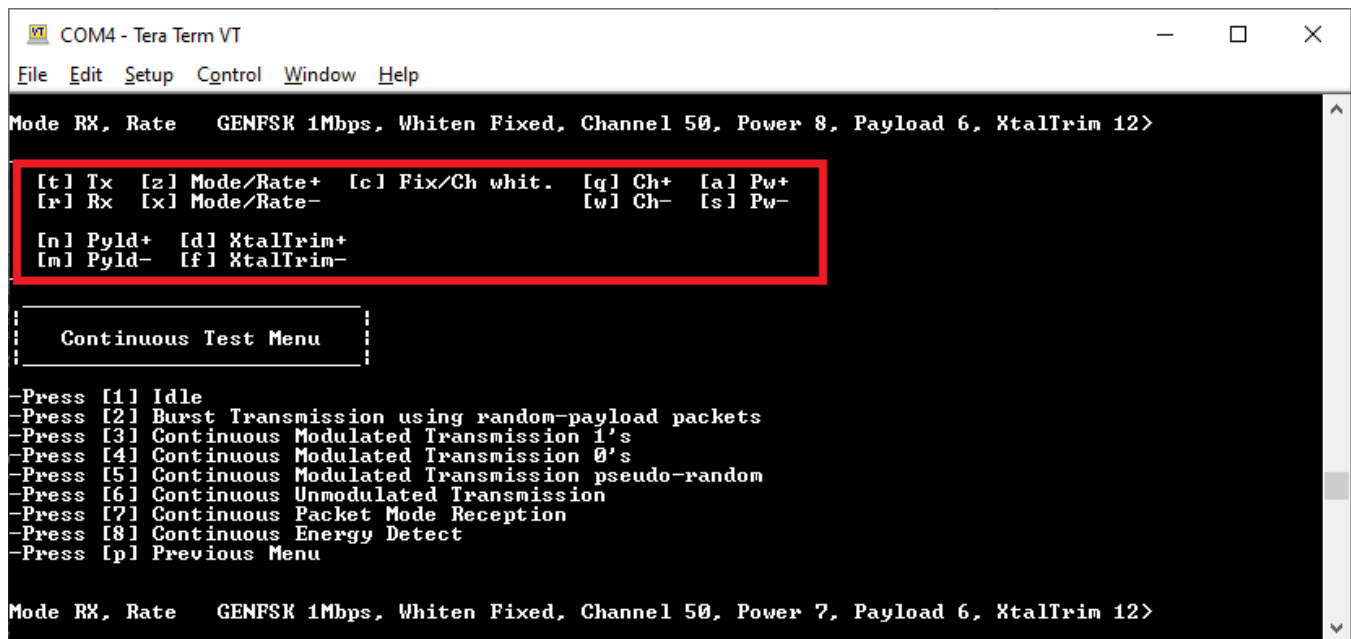 COM4 - Tera Term VT
File Edit Setup Control Window Help
Mode RX, Rate   GENFSK 1Mbps, Whiten Fixed, Channel 50, Power 8, Payload 6, XtalTrim 12>
[t] Tx  [z] Mode/Rate+  [c] Fix/Ch whit.  [q] Ch+  [a] Pw+
[r] Rx  [x] Mode/Rate-                    [w] Ch-  [s] Pw-
[n] Pyld+  [d] XtalTrim+
[m] Pyld-  [f] XtalTrim-
Continuous Test Menu
-Press [1] Idle
-Press [2] Burst Transmission using random-payload packets
-Press [3] Continuous Modulated Transmission 1's
-Press [4] Continuous Modulated Transmission 0's
-Press [5] Continuous Modulated Transmission pseudo-random
-Press [6] Continuous Unmodulated Transmission
-Press [7] Continuous Packet Mode Reception
-Press [8] Continuous Energy Detect
-Press [p] Previous Menu
Mode RX, Rate   GENFSK 1Mbps, Whiten Fixed, Channel 50, Power 7, Payload 6, XtalTrim 12>